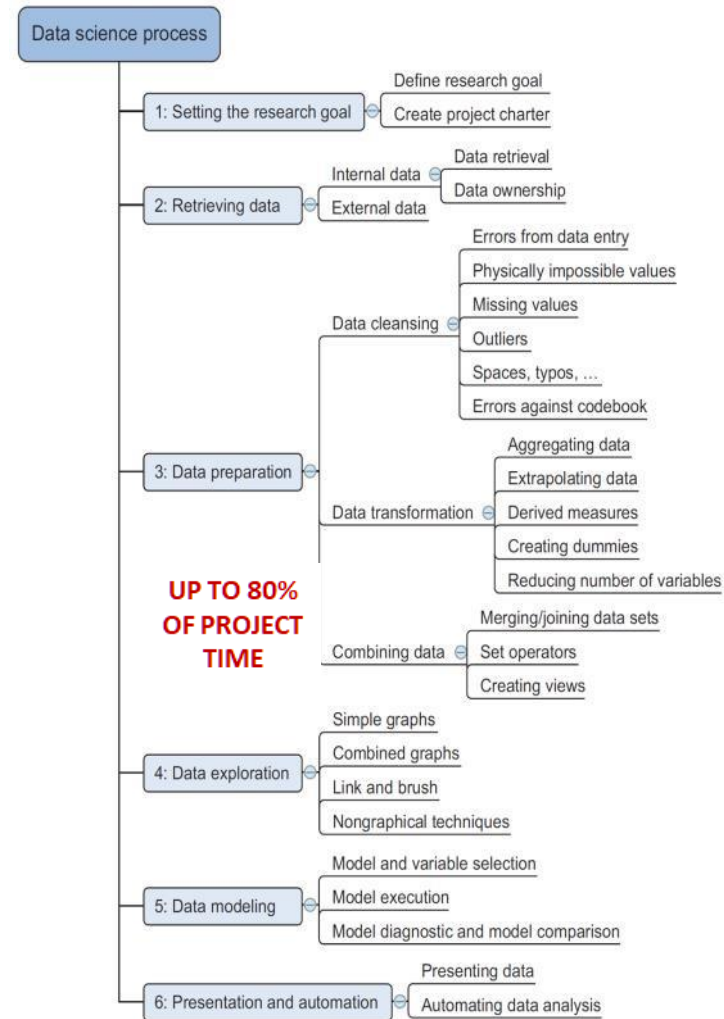 Data science process
1: Setting the research goal
Define research goal
Create project charter
2: Retrieving data
Internal data
Data retrieval
Data ownership
External data
3: Data preparation
Data cleansing
Errors from data entry
Physically impossible values
Missing values
Outliers
Spaces, typos, ...
Errors against codebook
Data transformation
Aggregating data
Extrapolating data
Derived measures
Creating dummies
Reducing number of variables
UP TO 80%
OF PROJECT
TIME
Combining data
Merging/joining data sets
Set operators
Creating views
4: Data exploration
Simple graphs
Combined graphs
Link and brush
Nongraphical techniques
5: Data modeling
Model and variable selection
Model execution
Model diagnostic and model comparison
6: Presentation and automation
Presenting data
Automating data analysis